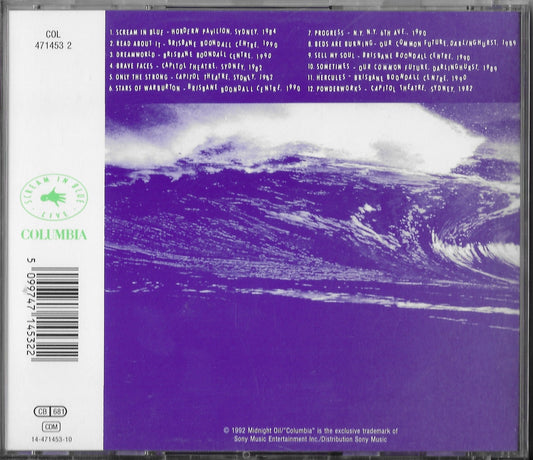 COL
471453 2
1. SCREAM IN BLUE - HORDERN PAVILION, SYDNEY, 1984
2. READ ABOUT IT - BRISBANE BOONDALL CENTRE, 1990
3. DREAMWORLD - BRISBANE BOONDALL CENTRE, 1990
4. BRAVE FACES - CAPITOL THEATRE, SYDNEY, 1982
5. ONLY THE STRONG - CAPITOL THEATRE, SYDNEY, 1982
6. STARS OF WARBURTON - BRISBANE BOONDALL CENTRE, 1990
7. PROGRESS - N.Y. N.Y. 6TH AVE., 1990
8. BEDS ARE BURNING - OUR COMMON FUTURE, DARLINGHURST, 1989
9. SELL MY SOUL - BRISBANE BOONDALL CENTRE, 1990
10. SOMETIMES - OUR COMMON FUTURE, DARLINGHURST, 1989
11. HERCULES - BRISBANE BOONDALL CENTRE, 1990
12. POWDERWORKS - CAPITOL THEATRE, SYDNEY, 1982
SCREAM IN BLUE
LIVE
COLUMBIA
5 099747 145322
CB 681
CDM
14-471453-10
© 1992 Midnight Oil/"Columbia" is the exclusive trademark of
Sony Music Entertainment Inc./Distribution Sony Music